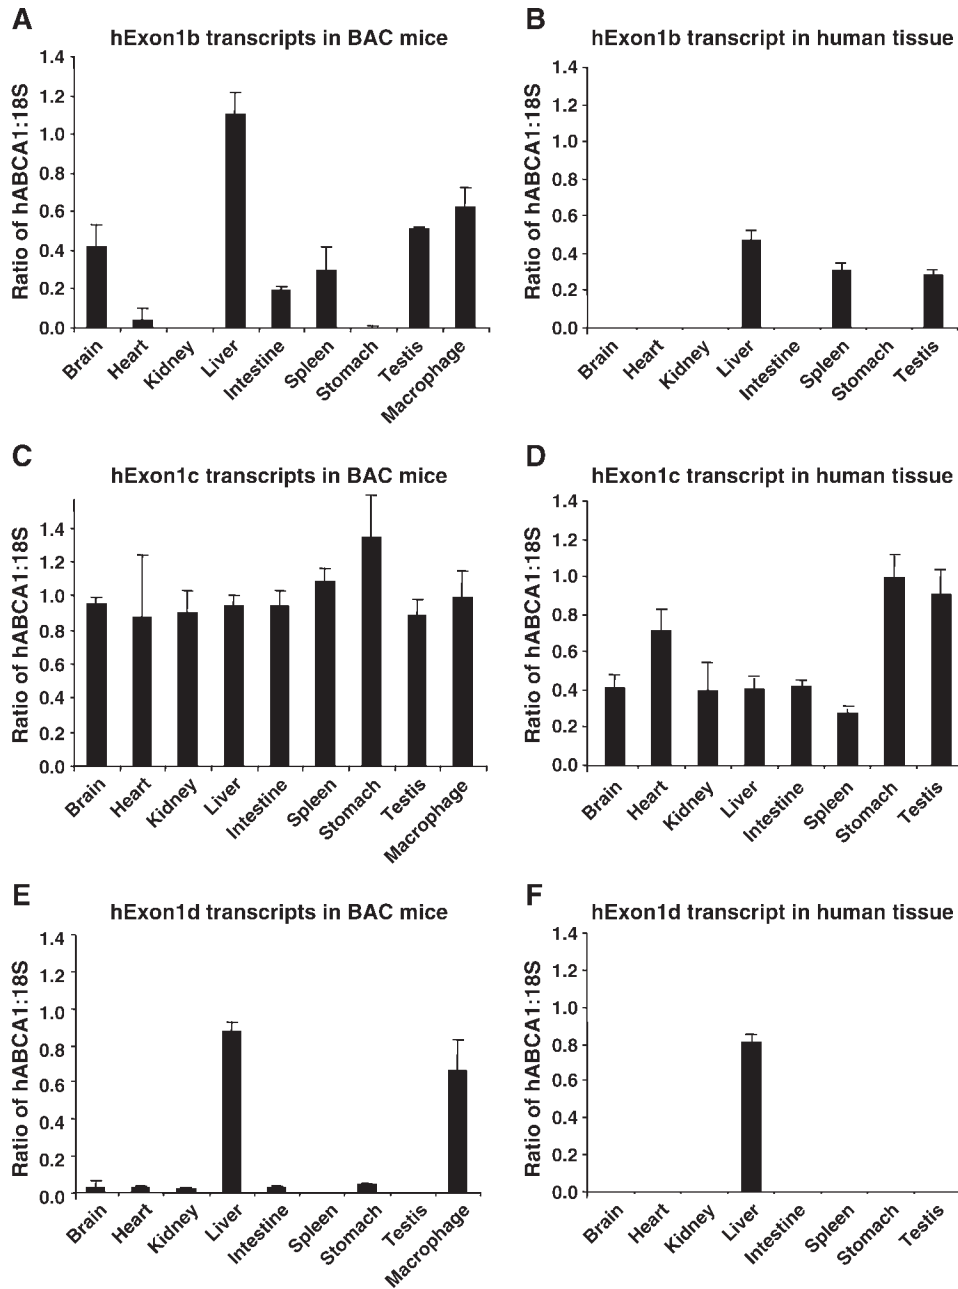 A
hExon1b transcripts in BAC mice
Ratio of hABCA1:18S
1.4
1.2
1.0
0.8
0.6
0.4
0.2
0.0
Brain
Heart
Kidney
Liver
Intestine
Spleen
Stomach
Testis
Macrophage
B
hExon1b transcript in human tissue
Ratio of hABCA1:18S
1.4
1.2
1.0
0.8
0.6
0.4
0.2
0.0
Brain
Heart
Kidney
Liver
Intestine
Spleen
Stomach
Testis
C
hExon1c transcripts in BAC mice
Ratio of hABCA1:18S
1.4
1.2
1.0
0.8
0.6
0.4
0.2
0.0
Brain
Heart
Kidney
Liver
Intestine
Spleen
Stomach
Testis
Macrophage
D
hExon1c transcript in human tissue
Ratio of hABCA1:18S
1.4
1.2
1.0
0.8
0.6
0.4
0.2
0.0
Brain
Heart
Kidney
Liver
Intestine
Spleen
Stomach
Testis
E
hExon1d transcripts in BAC mice
Ratio of hABCA1:18S
1.4
1.2
1.0
0.8
0.6
0.4
0.2
0.0
Brain
Heart
Kidney
Liver
Intestine
Spleen
Stomach
Testis
Macrophage
F
hExon1d transcript in human tissue
Ratio of hABCA1:18S
1.4
1.2
1.0
0.8
0.6
0.4
0.2
0.0
Brain
Heart
Kidney
Liver
Intestine
Spleen
Stomach
Testis